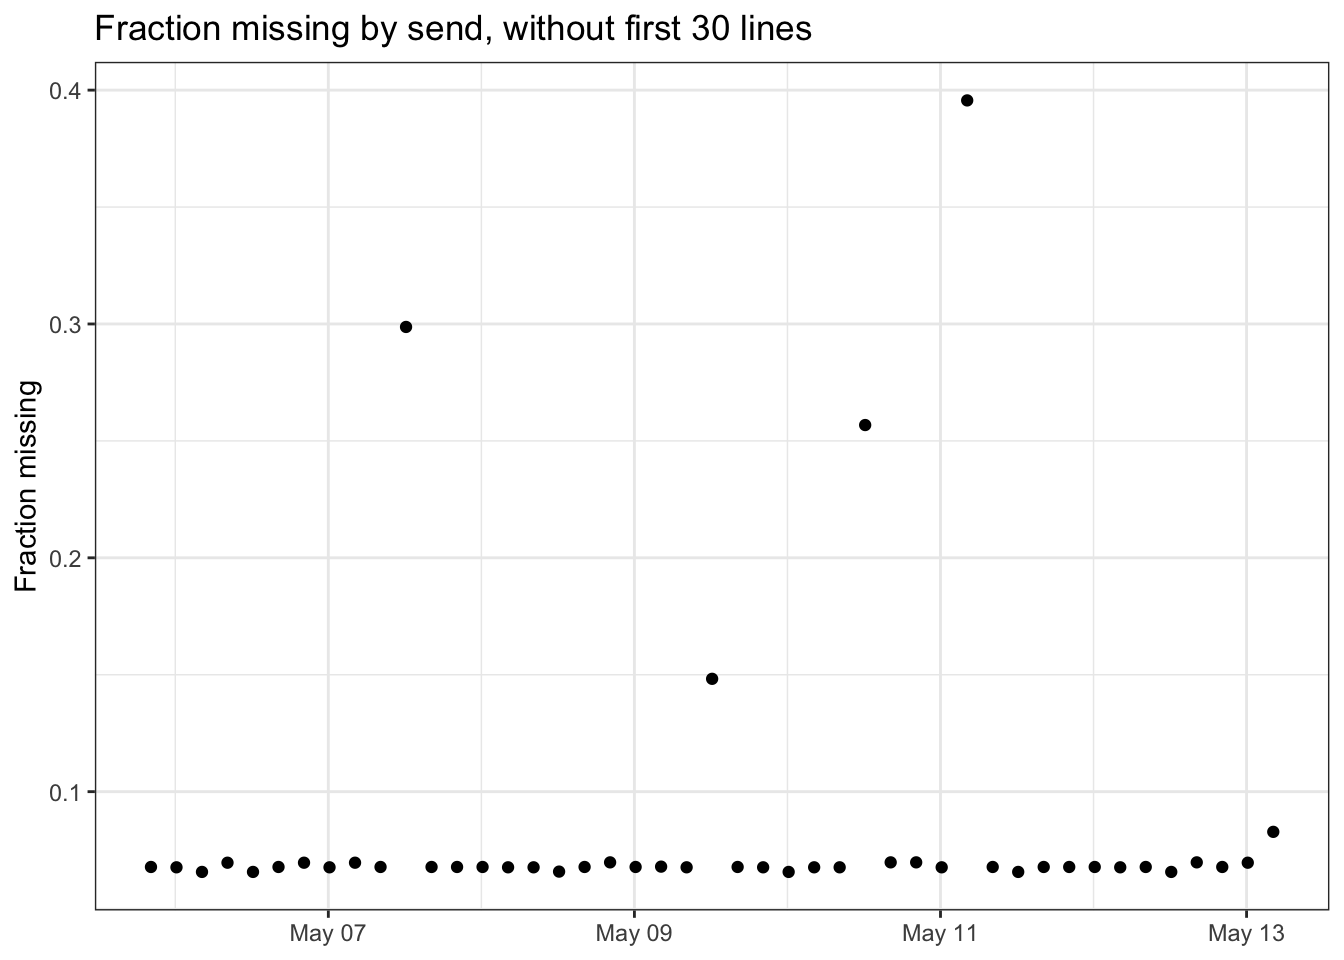 Fraction missing by send, without first 30 lines
Fraction missing
0.4
0.3
0.2
0.1
May 07
May 09
May 11
May 13